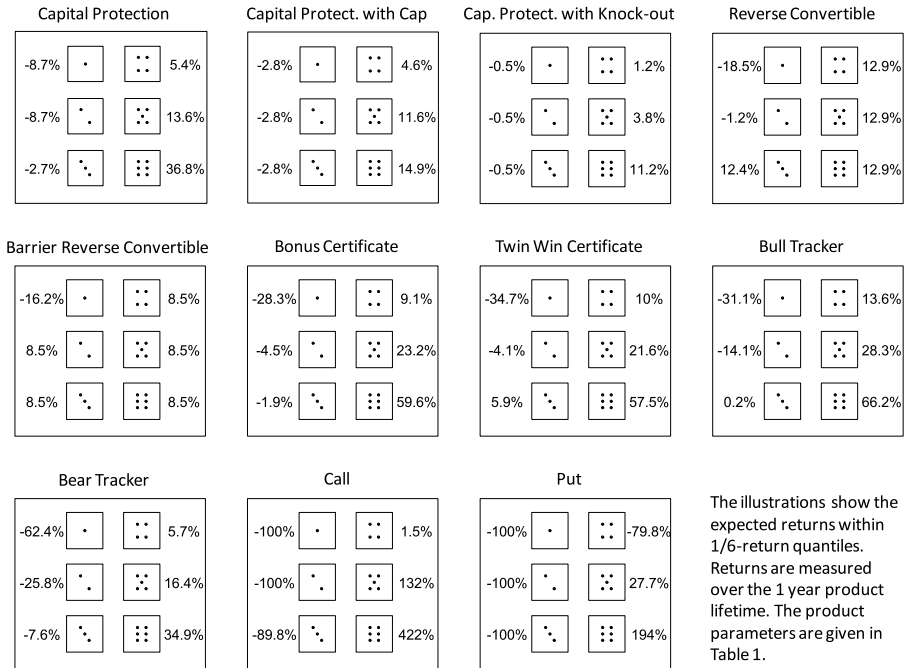 Capital Protection
-8.7% 5.4%
-8.7% 13.6%
-2.7% 36.8%
Capital Protect. with Cap
-2.8% 4.6%
-2.8% 11.6%
-2.8% 14.9%
Cap. Protect. with Knock-out
-0.5% 1.2%
-0.5% 3.8%
-0.5% 11.2%
Reverse Convertible
-18.5% 12.9%
-1.2% 12.9%
12.4% 12.9%
Barrier Reverse Convertible
-16.2% 8.5%
8.5% 8.5%
8.5% 8.5%
Bonus Certificate
-28.3% 9.1%
-4.5% 23.2%
-1.9% 59.6%
Twin Win Certificate
-34.7% 10%
-4.1% 21.6%
5.9% 57.5%
Bull Tracker
-31.1% 13.6%
-14.1% 28.3%
0.2% 66.2%
Bear Tracker
-62.4% 5.7%
-25.8% 16.4%
-7.6% 34.9%
Call
-100% 1.5%
-100% 132%
-89.8% 422%
Put
-100% -79.8%
-100% 27.7%
-100% 194%
The illustrations show the
expected returns within
1/6-return quantiles.
Returns are measured
over the 1 year product
lifetime. The product
parameters are given in
Table 1.